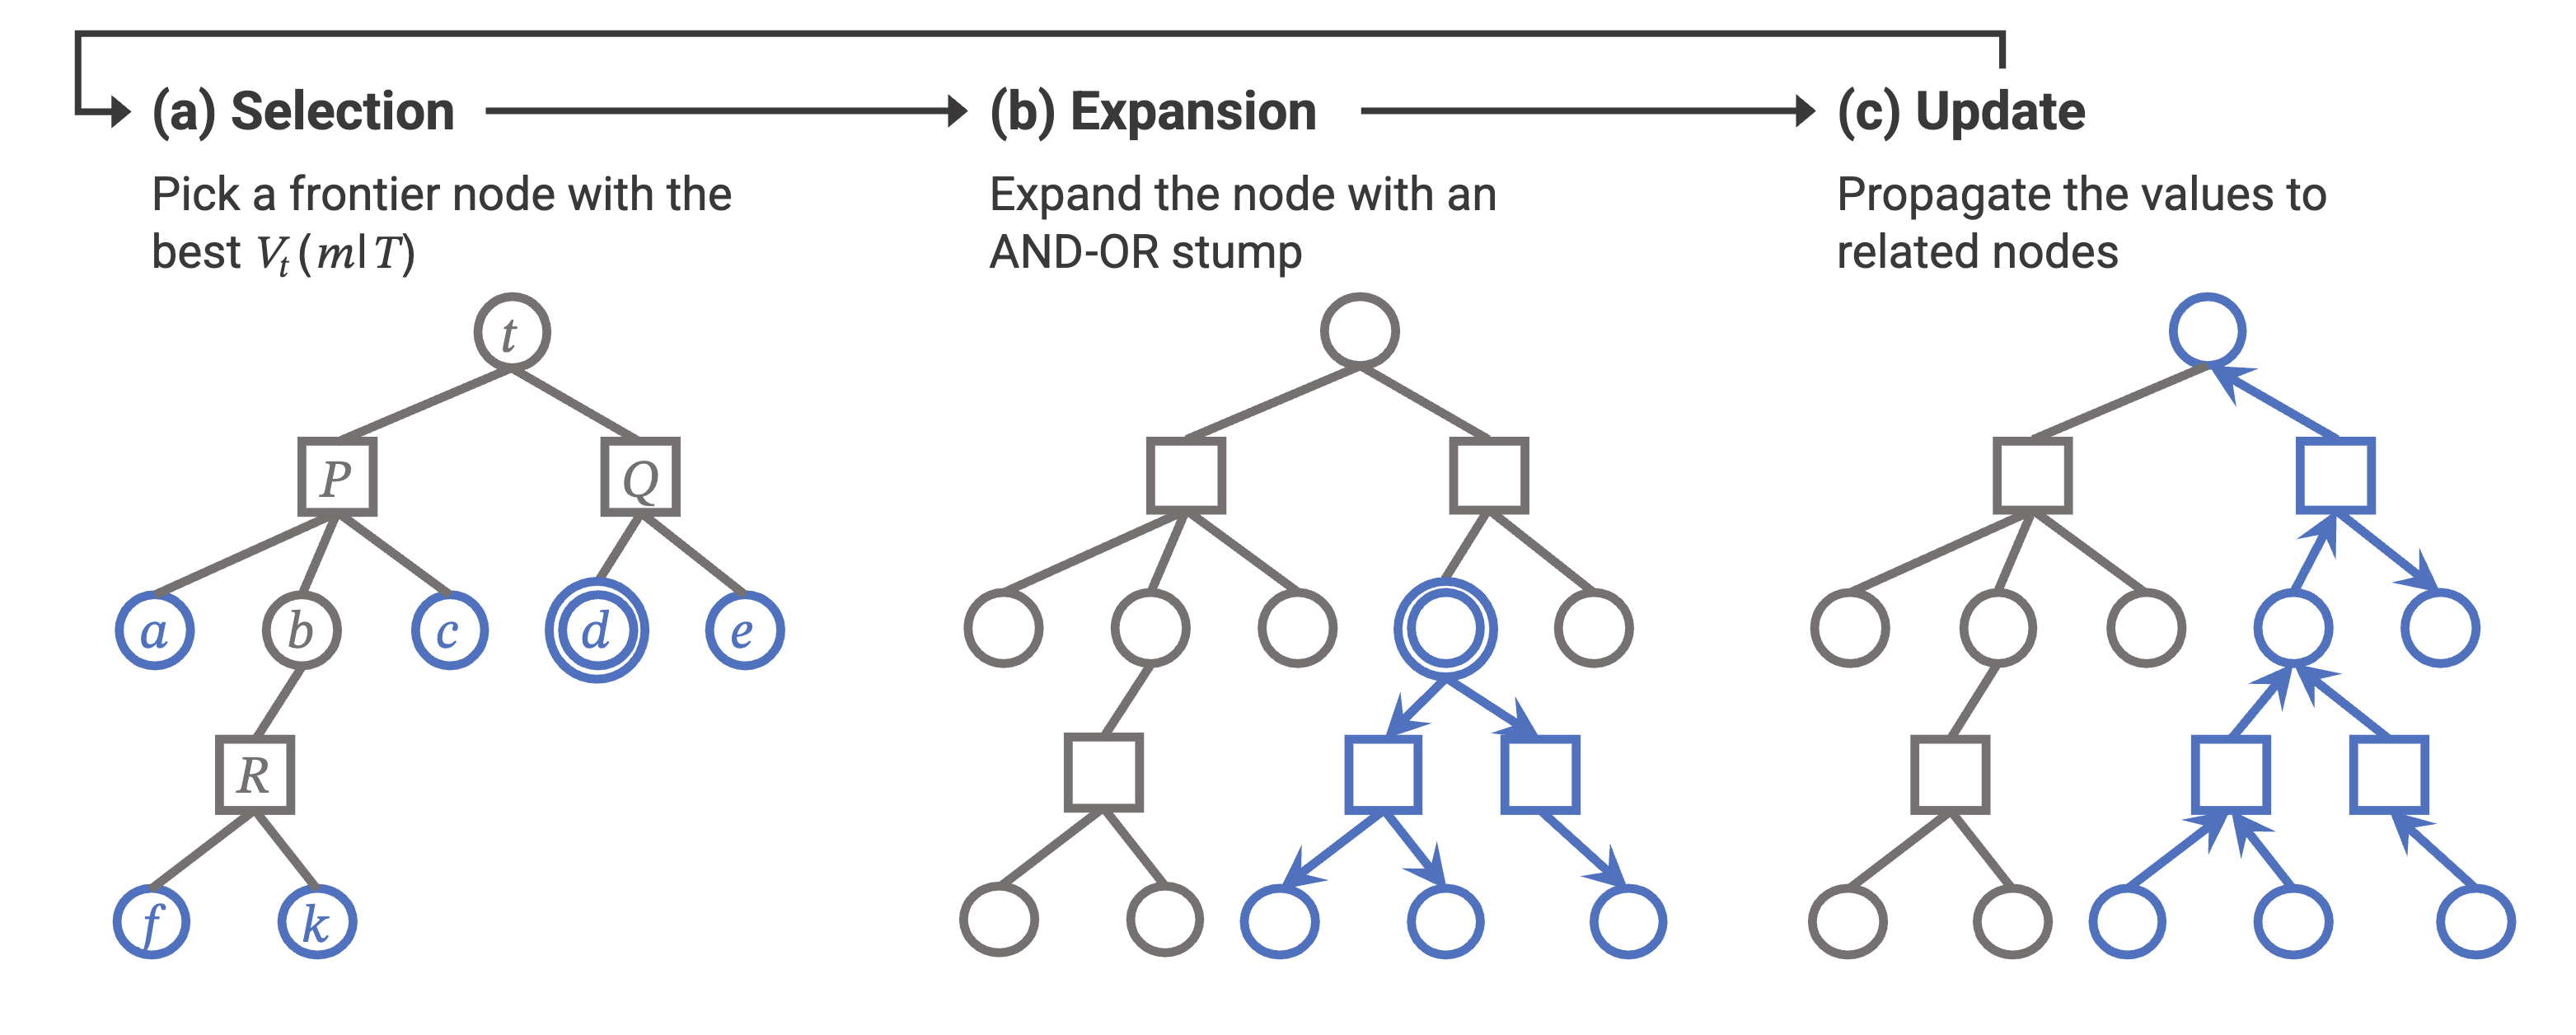 (a) Selection
(b) Expansion
(c) Update
Pick a frontier node with the
best Vt(m|T)
Expand the node with an
AND-OR stump
Propagate the values to
related nodes
t
P
Q
a
b
c
d
e
R
f
k